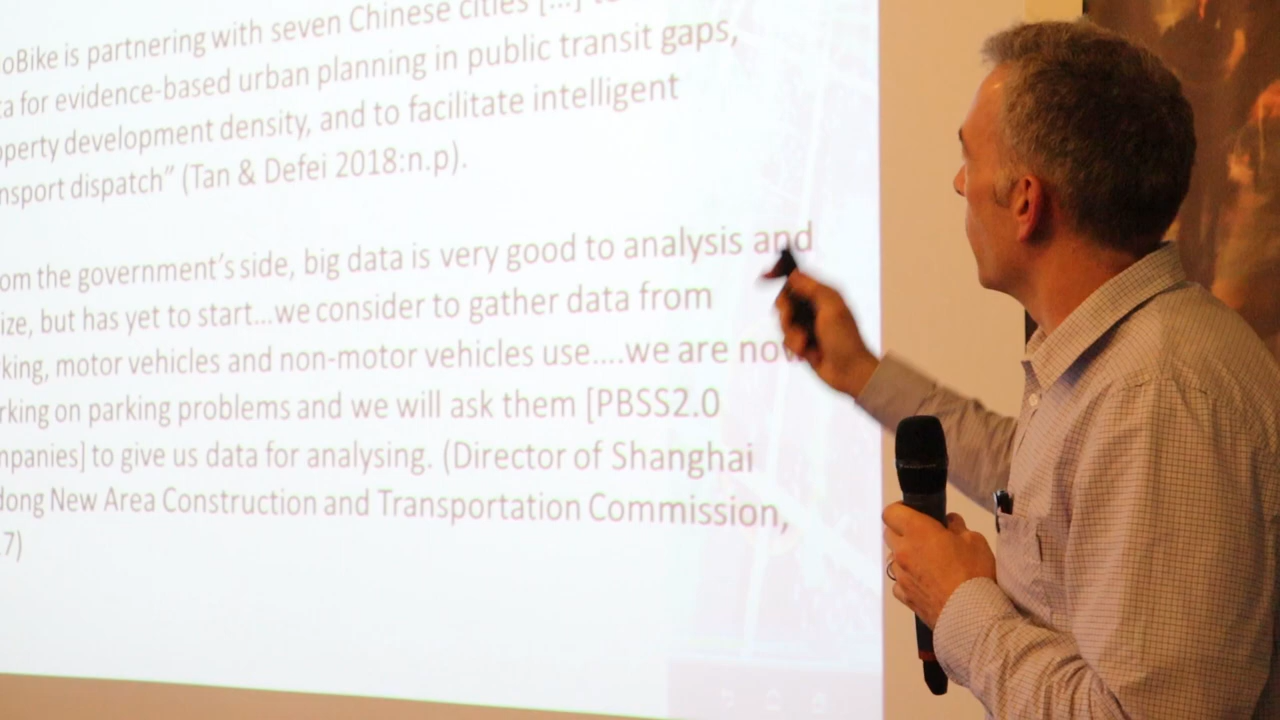 oBike is partnering with seven Chinese cities [...] to
ta for evidence-based urban planning in public transit gaps,
operty development density, and to facilitate intelligent
nsport dispatch” (Tan & Defei 2018:n.p).
om the government’s side, big data is very good to analysis and
ize, but has yet to start...we consider to gather data from
king, motor vehicles and non-motor vehicles use....we are now
rking on parking problems and we will ask them [PBSS2.0
mpanies] to give us data for analysing. (Director of Shanghai
dong New Area Construction and Transportation Commission,
7)